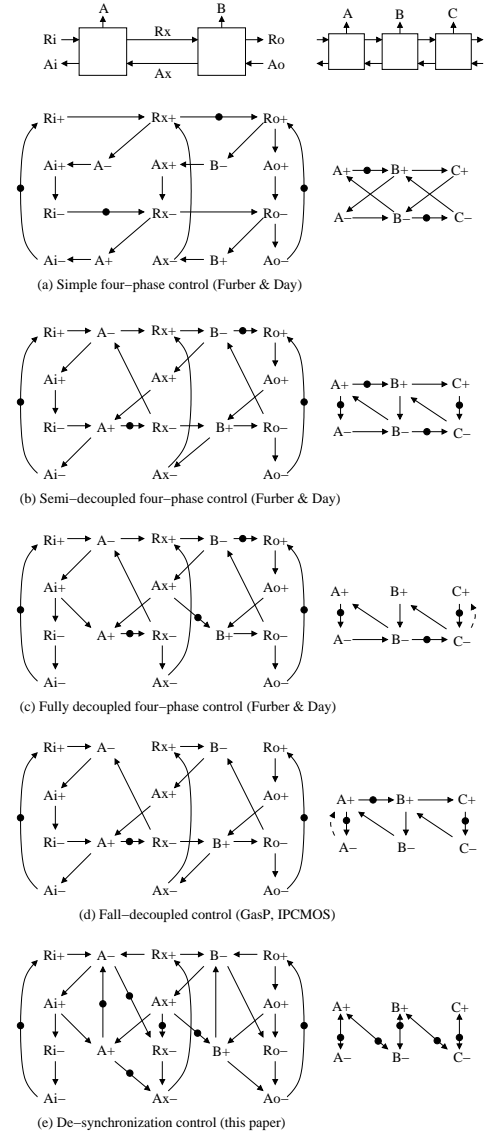 A B A B C
Ri Rx Ro
Ai Ax Ao
Ri+ Rx+ Ro+
Ai+ A− Ax+ B− Ao+ A+ B+ C+
Ri− Rx− Ro− A− B− C−
Ai− A+ Ax− B+ Ao−
(a) Simple four−phase control (Furber & Day)
Ri+ A− Rx+ B− Ro+
Ai+ Ax+ Ao+ A+ B+ C+
Ri− A+ Rx− B+ Ro− A− B− C−
Ai− Ax− Ao−
(b) Semi−decoupled four−phase control (Furber & Day)
Ri+ A− Rx+ B− Ro+
Ai+ Ax+ Ao+ A+ B+ C+
Ri− A+ Rx− B+ Ro− A− B− C−
Ai− Ax− Ao−
(c) Fully decoupled four−phase control (Furber & Day)
Ri+ A− Rx+ B− Ro+
Ai+ Ax+ Ao+ A+ B+ C+
Ri− A+ Rx− B+ Ro− A− B− C−
Ai− Ax− Ao−
(d) Fall−decoupled control (GasP, IPCMOS)
Ri+ A− Rx+ B− Ro+
Ai+ Ax+ Ao+ A+ B+ C+
Ri− A+ Rx− B+ Ro− A− B− C−
Ai− Ax− Ao−
(e) De−synchronization control (this paper)